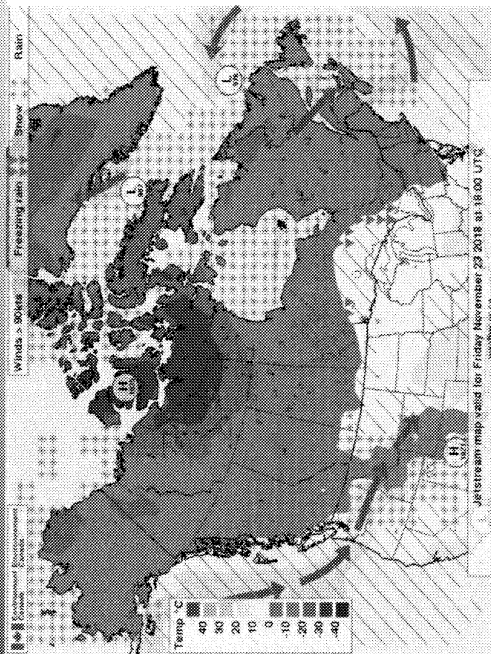 Environment Environnement
Canada Canada
Winds > 90kts
Freezing rain
Snow
Rain
L
L
H
H
Temp °C
40
30
20
10
0
-10
-20
-30
-40
Jetstream map valid for Friday November 23 2018 at 18:00 UTC